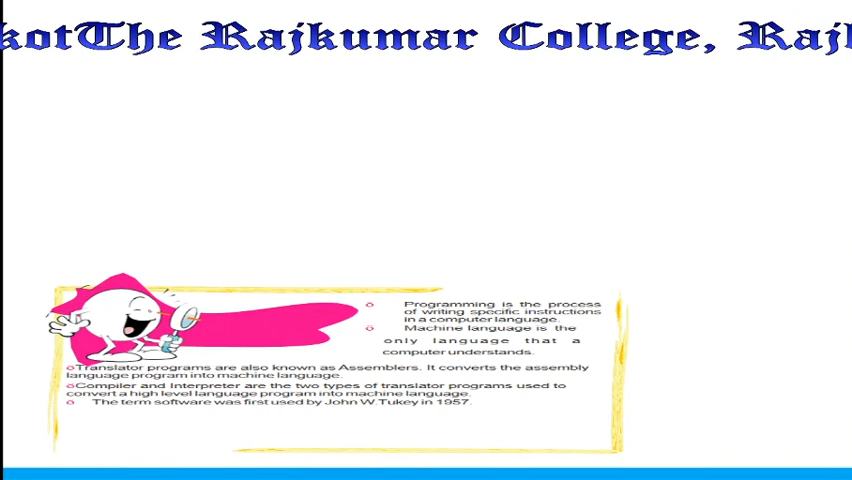 kotThe Rajkumar College, Raj
ö Programming is the process
of writing specific instructions
in a computer language.
ö Machine language is the
only language that a
computer understands.
öTranslator programs are also known as Assemblers. It converts the assembly
language program into machine language.
öCompiler and Interpreter are the two types of translator programs used to
convert a high level language program into machine language.
ö The term software was first used by John W.Tukey in 1957.